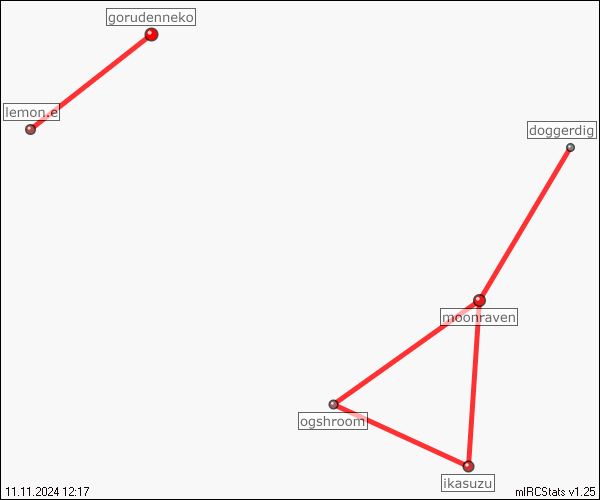 gorudenneko
lemon.e
doggerdig
moonraven
ogshroom
ikasuzu
11.11.2024 12:17
mIRCStats v1.25